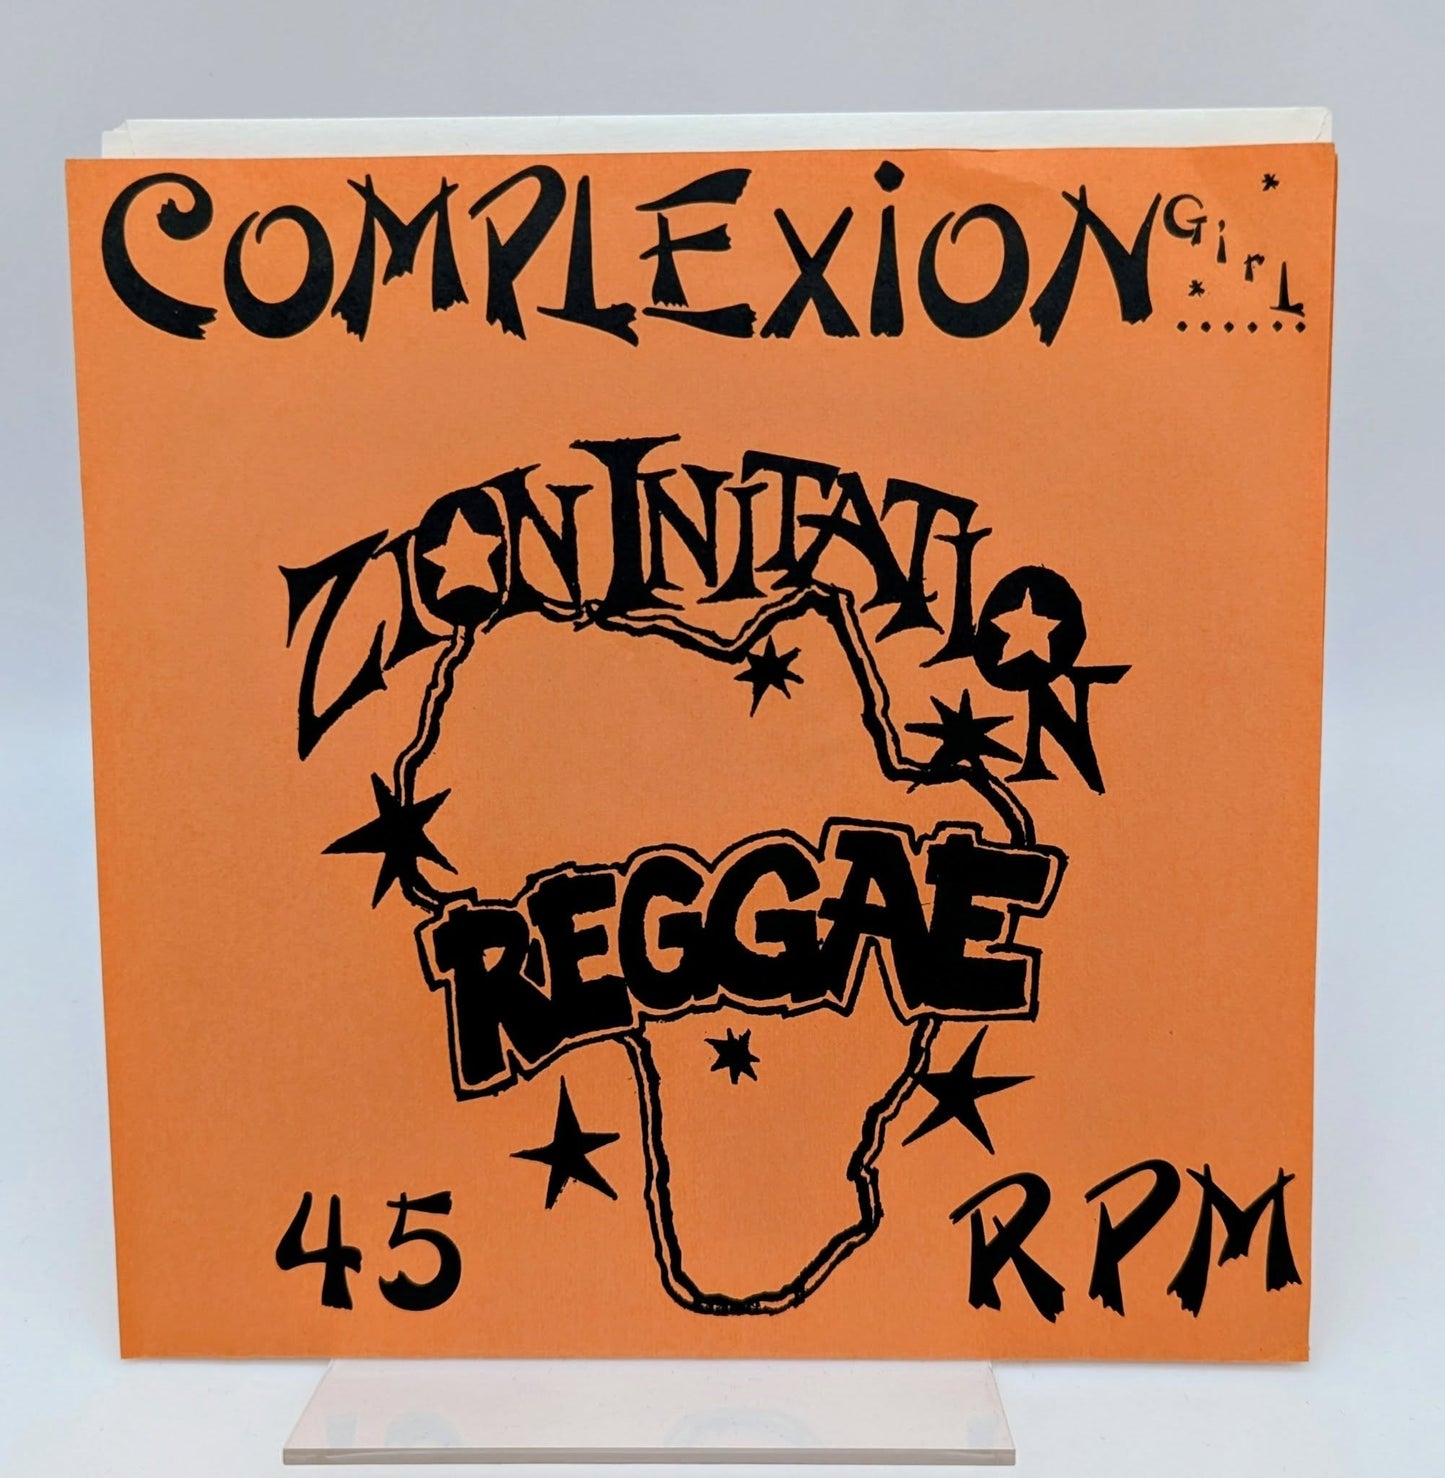 COMPLEXION GirL
ZION INITATION
REGGAE
45 RPM